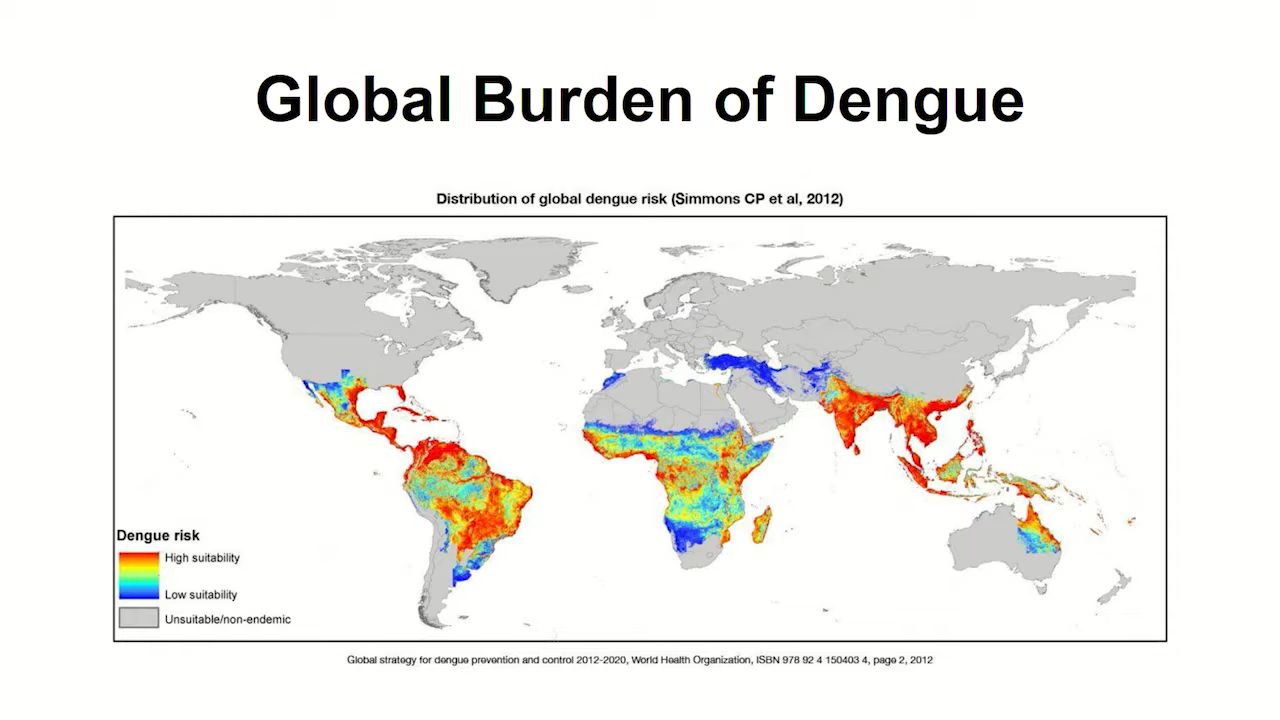 Global Burden of Dengue
Distribution of global dengue risk (Simmons CP et al, 2012)
Dengue risk
High suitability
Low suitability
Unsuitable/non-endemic
Global strategy for dengue prevention and control 2012-2020, World Health Organization, ISBN 978 92 4 150403 4, page 2, 2012